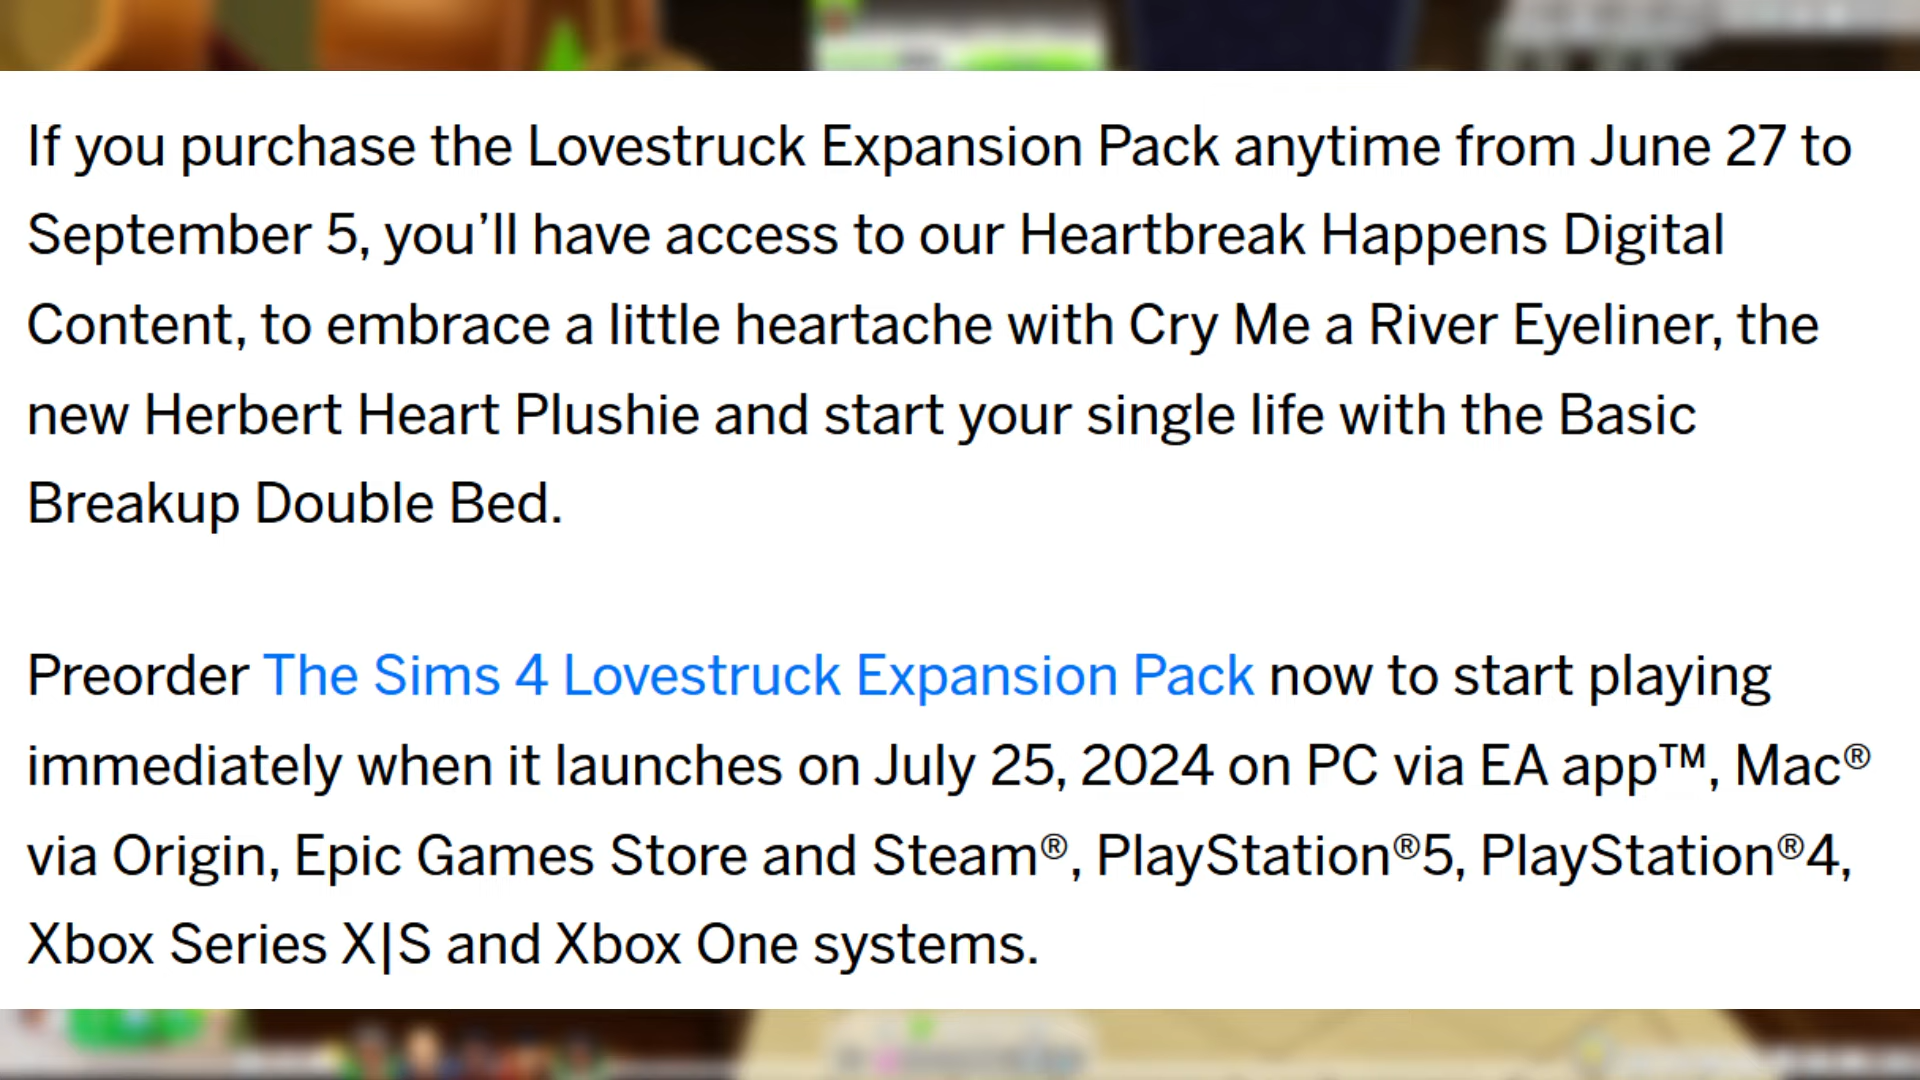 If you purchase the Lovestruck Expansion Pack anytime from June 27 to
September 5, you’ll have access to our Heartbreak Happens Digital
Content, to embrace a little heartache with Cry Me a River Eyeliner, the
new Herbert Heart Plushie and start your single life with the Basic
Breakup Double Bed.
Preorder The Sims 4 Lovestruck Expansion Pack now to start playing
immediately when it launches on July 25, 2024 on PC via EA app™, Mac®
via Origin, Epic Games Store and Steam®, PlayStation®5, PlayStation®4,
Xbox Series X|S and Xbox One systems.